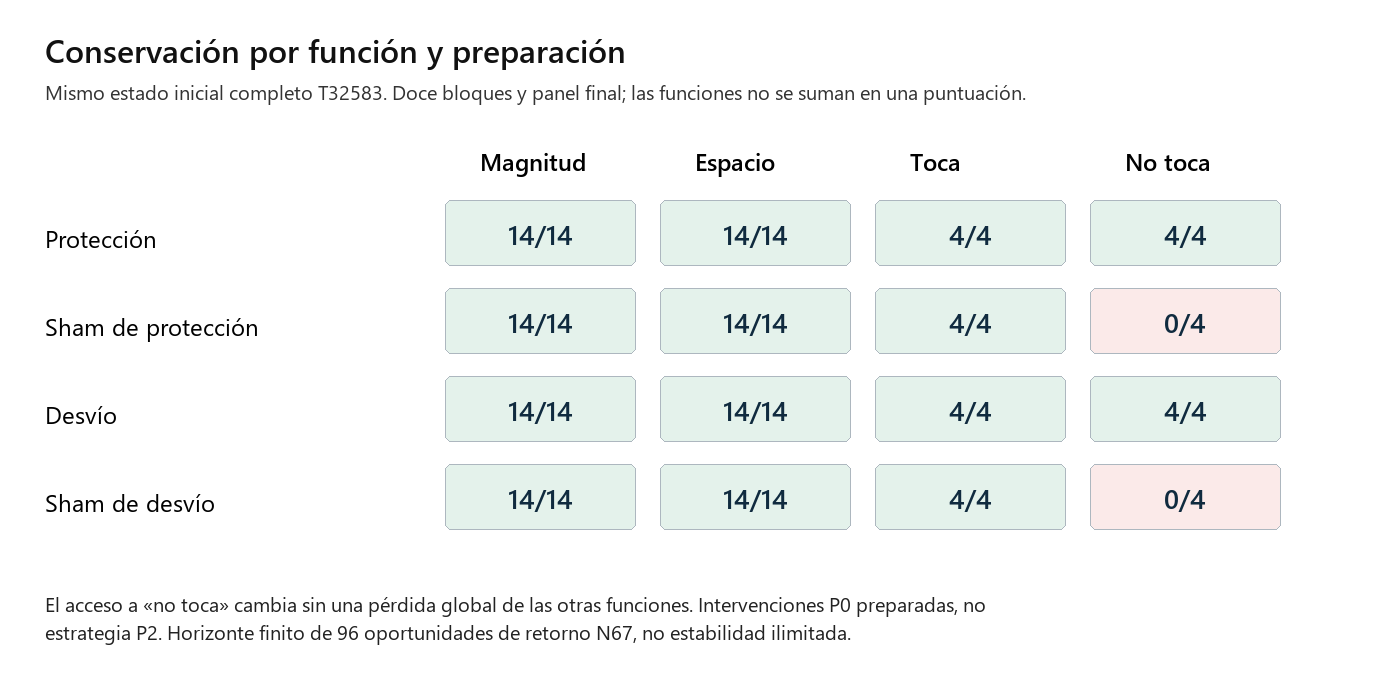 Conservación por función y preparación
Mismo estado inicial completo T32583. Doce bloques y panel final; las funciones no se suman en una puntuación.
Magnitud Espacio Toca No toca
Protección 14/14 14/14 4/4 4/4
Sham de protección 14/14 14/14 4/4 0/4
Desvío 14/14 14/14 4/4 4/4
Sham de desvío 14/14 14/14 4/4 0/4
El acceso a «no toca» cambia sin una pérdida global de las otras funciones. Intervenciones P0 preparadas, no
estrategia P2. Horizonte finito de 96 oportunidades de retorno N67, no estabilidad ilimitada.